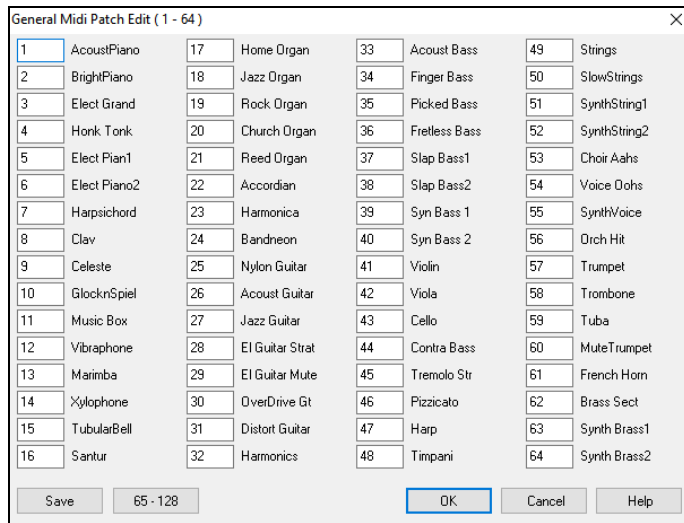 General Midi Patch Edit ( 1 - 64 )
1 AcoustPiano 17 Home Organ 33 Acoust Bass 49 Strings
2 BrightPiano 18 Jazz Organ 34 Finger Bass 50 SlowStrings
3 Elect Grand 19 Rock Organ 35 Picked Bass 51 SynthString1
4 Honk Tonk 20 Church Organ 36 Fretless Bass 52 SynthString2
5 Elect Pian1 21 Reed Organ 37 Slap Bass1 53 Choir Aahs
6 Elect Piano2 22 Accordian 38 Slap Bass2 54 Voice Oohs
7 Harpsichord 23 Harmonica 39 Syn Bass 1 55 SynthVoice
8 Clav 24 Bandneon 40 Syn Bass 2 56 Orch Hit
9 Celeste 25 Nylon Guitar 41 Violin 57 Trumpet
10 GlocknSpiel 26 Acoust Guitar 42 Viola 58 Trombone
11 Music Box 27 Jazz Guitar 43 Cello 59 Tuba
12 Vibraphone 28 El Guitar Strat 44 Contra Bass 60 MuteTrumpet
13 Marimba 29 El Guitar Mute 45 Tremolo Str 61 French Horn
14 Xylophone 30 OverDrive Gt 46 Pizzicato 62 Brass Sect
15 TubularBell 31 Distort Guitar 47 Harp 63 Synth Brass1
16 Santur 32 Harmonics 48 Timpani 64 Synth Brass2
Save 65 - 128 OK Cancel Help